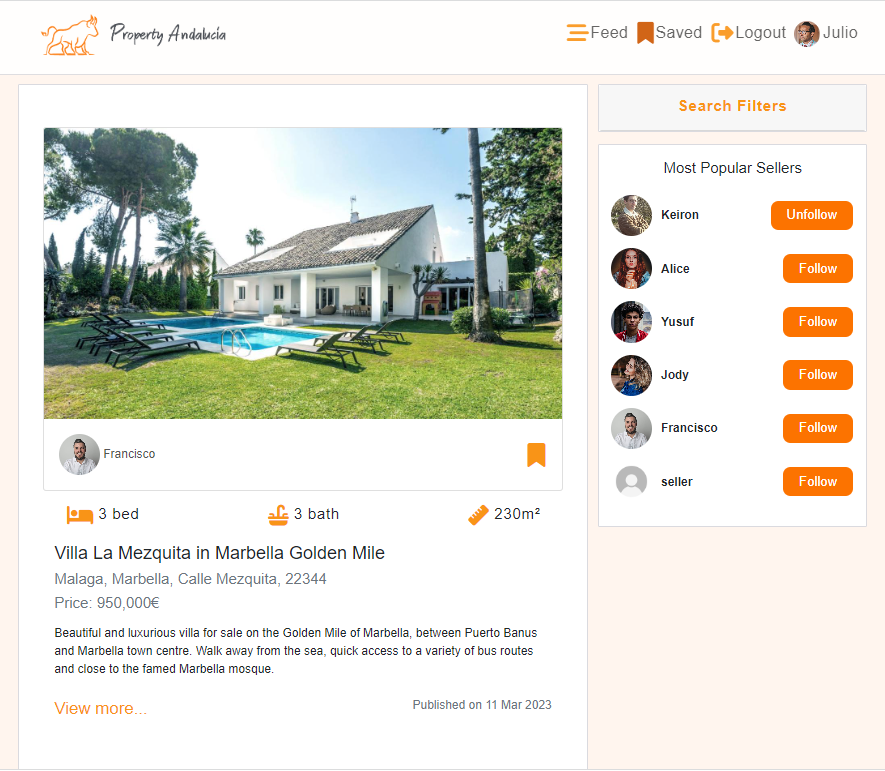 Property Andalucía
Feed
Saved
Logout
Julio
Francisco
3 bed
3 bath
230m²
Villa La Mezquita in Marbella Golden Mile
Malaga, Marbella, Calle Mezquita, 22344
Price: 950,000€
Beautiful and luxurious villa for sale on the Golden Mile of Marbella, between Puerto Banus
and Marbella town centre. Walk away from the sea, quick access to a variety of bus routes
and close to the famed Marbella mosque.
View more...
Published on 11 Mar 2023
Search Filters
Most Popular Sellers
Keiron
Unfollow
Alice
Follow
Yusuf
Follow
Jody
Follow
Francisco
Follow
seller
Follow